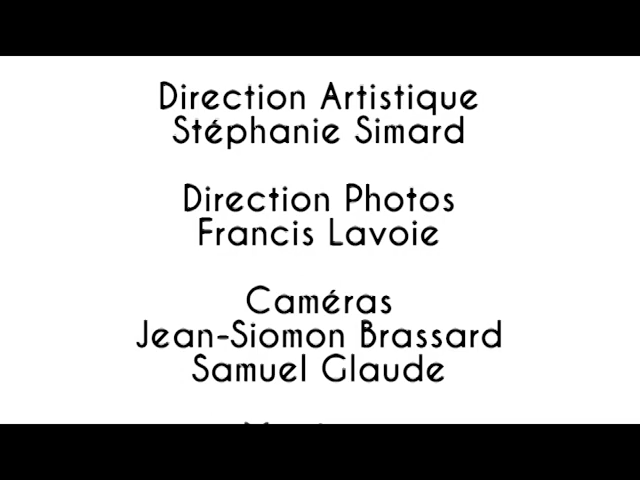 Direction Artistique
Stéphanie Simard
Direction Photos
Francis Lavoie
Caméras
Jean-Siomon Brassard
Samuel Glaude